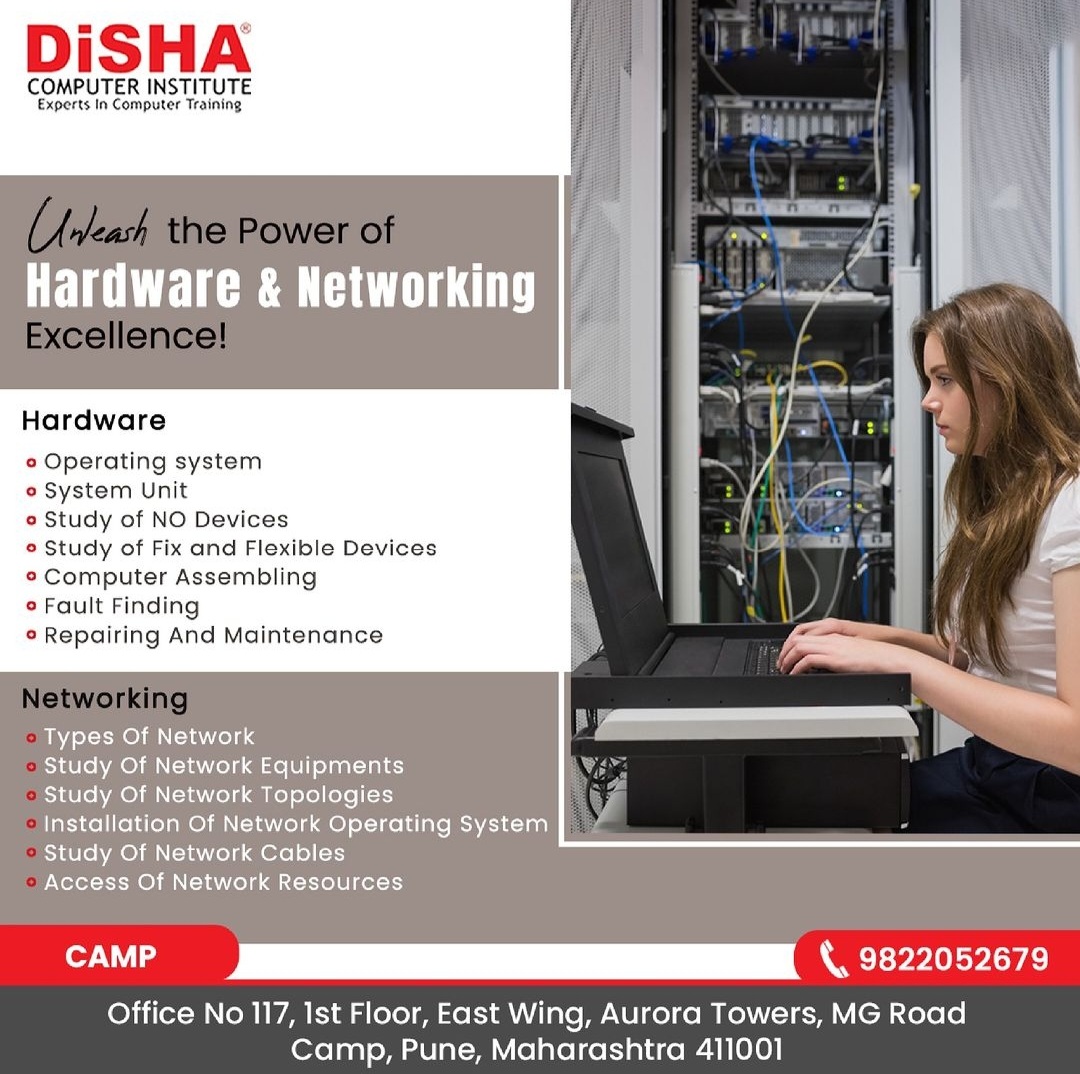 DiSHA®
COMPUTER INSTITUTE
Experts In Computer Training
Unleash the Power of
Hardware & Networking
Excellence!
Hardware
Operating system
System Unit
Study of NO Devices
Study of Fix and Flexible Devices
Computer Assembling
Fault Finding
Repairing And Maintenance
Networking
Types Of Network
Study Of Network Equipments
Study Of Network Topologies
Installation Of Network Operating System
Study Of Network Cables
Access Of Network Resources
CAMP
9822052679
Office No 117, 1st Floor, East Wing, Aurora Towers, MG Road
Camp, Pune, Maharashtra 411001